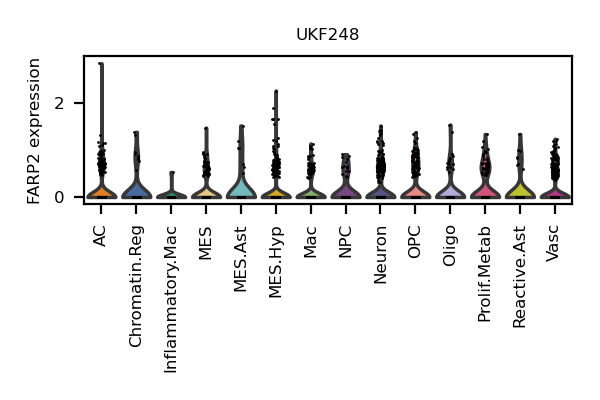 UKF248
FARP2 expression
2
0
AC
Chromatin.Reg
Inflammatory.Mac
MES
MES.Ast
MES.Hyp
Mac
NPC
Neuron
OPC
Oligo
Prolif.Metab
Reactive.Ast
Vasc